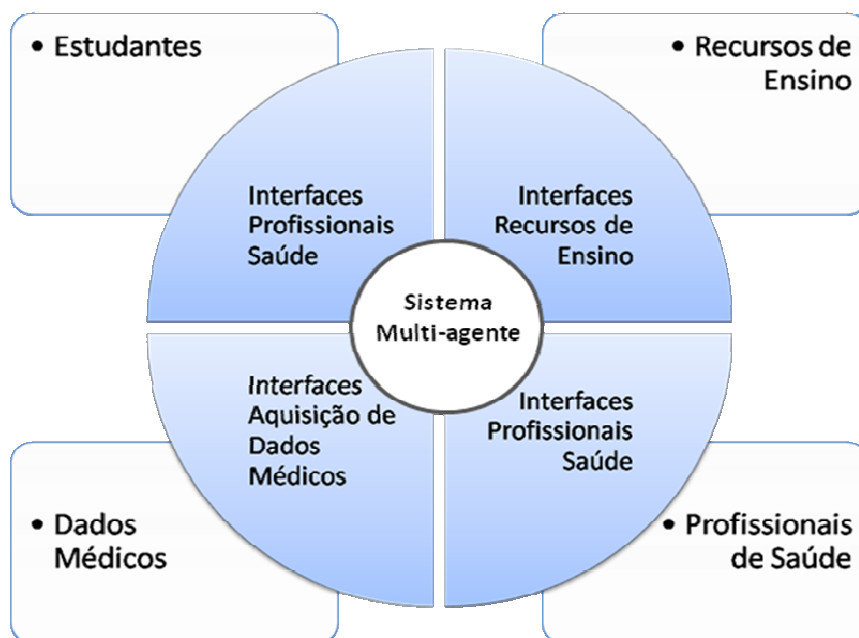 • Estudantes
• Recursos de
Ensino
Interfaces
Profissionais
Saúde
Interfaces
Recursos de
Ensino
Sistema
Multi-agente
Interfaces
Aquisição de
Dados
Médicos
Interfaces
Profissionais
Saúde
• Dados
Médicos
• Profissionais
de Saúde